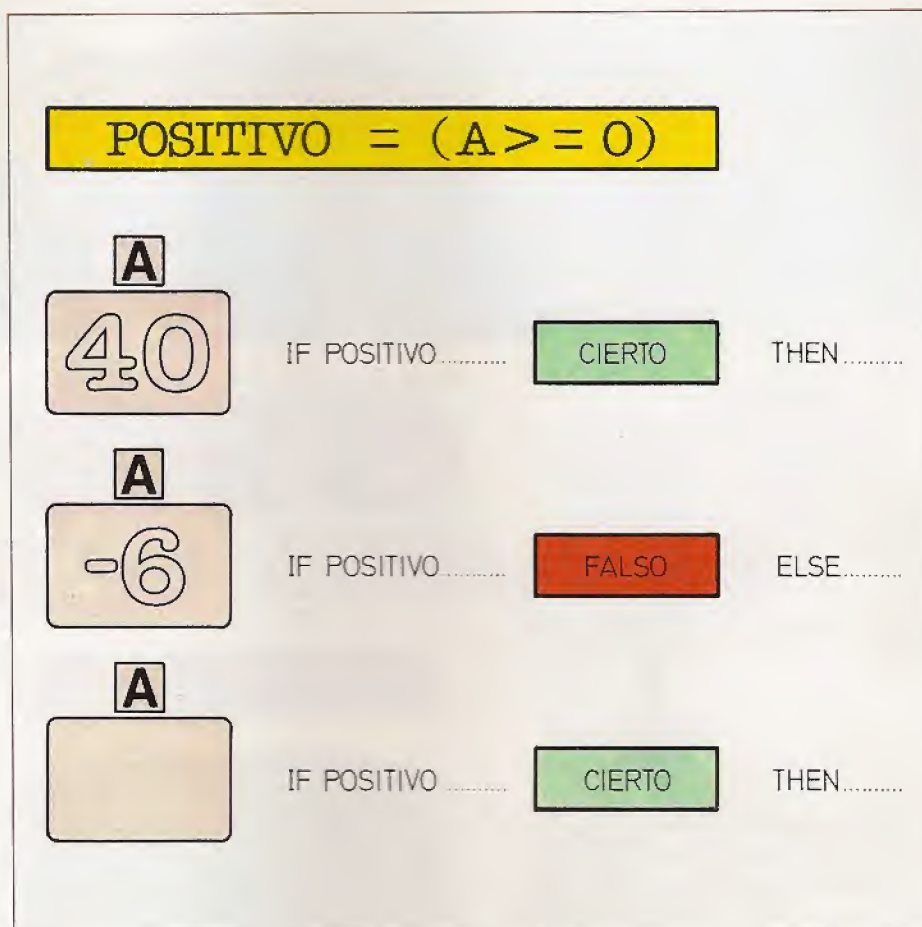 POSITIVO = (A > = 0)
A
40 IF POSITIVO........... CIERTO THEN..........
A
-6 IF POSITIVO........... FALSO ELSE..........
A
IF POSITIVO ........... CIERTO THEN..........